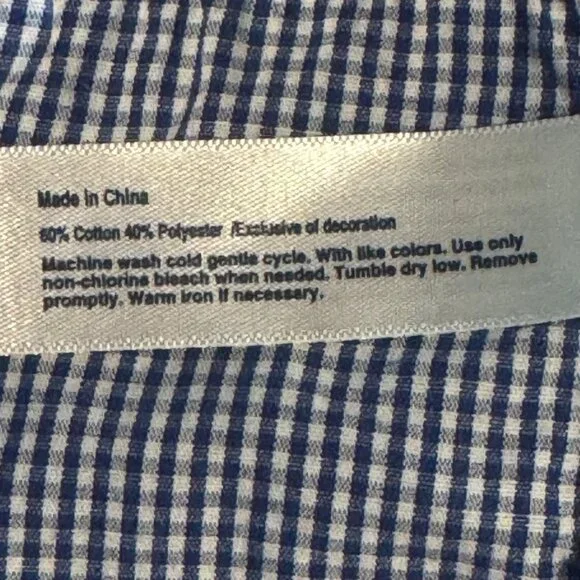 Made in China
60% Cotton 40% Polyester /Exclusive of decoration
Machine wash cold gentle cycle. With like colors. Use only
non-chlorine bleach when needed. Tumble dry low. Remove
promptly. Warm iron if necessary.